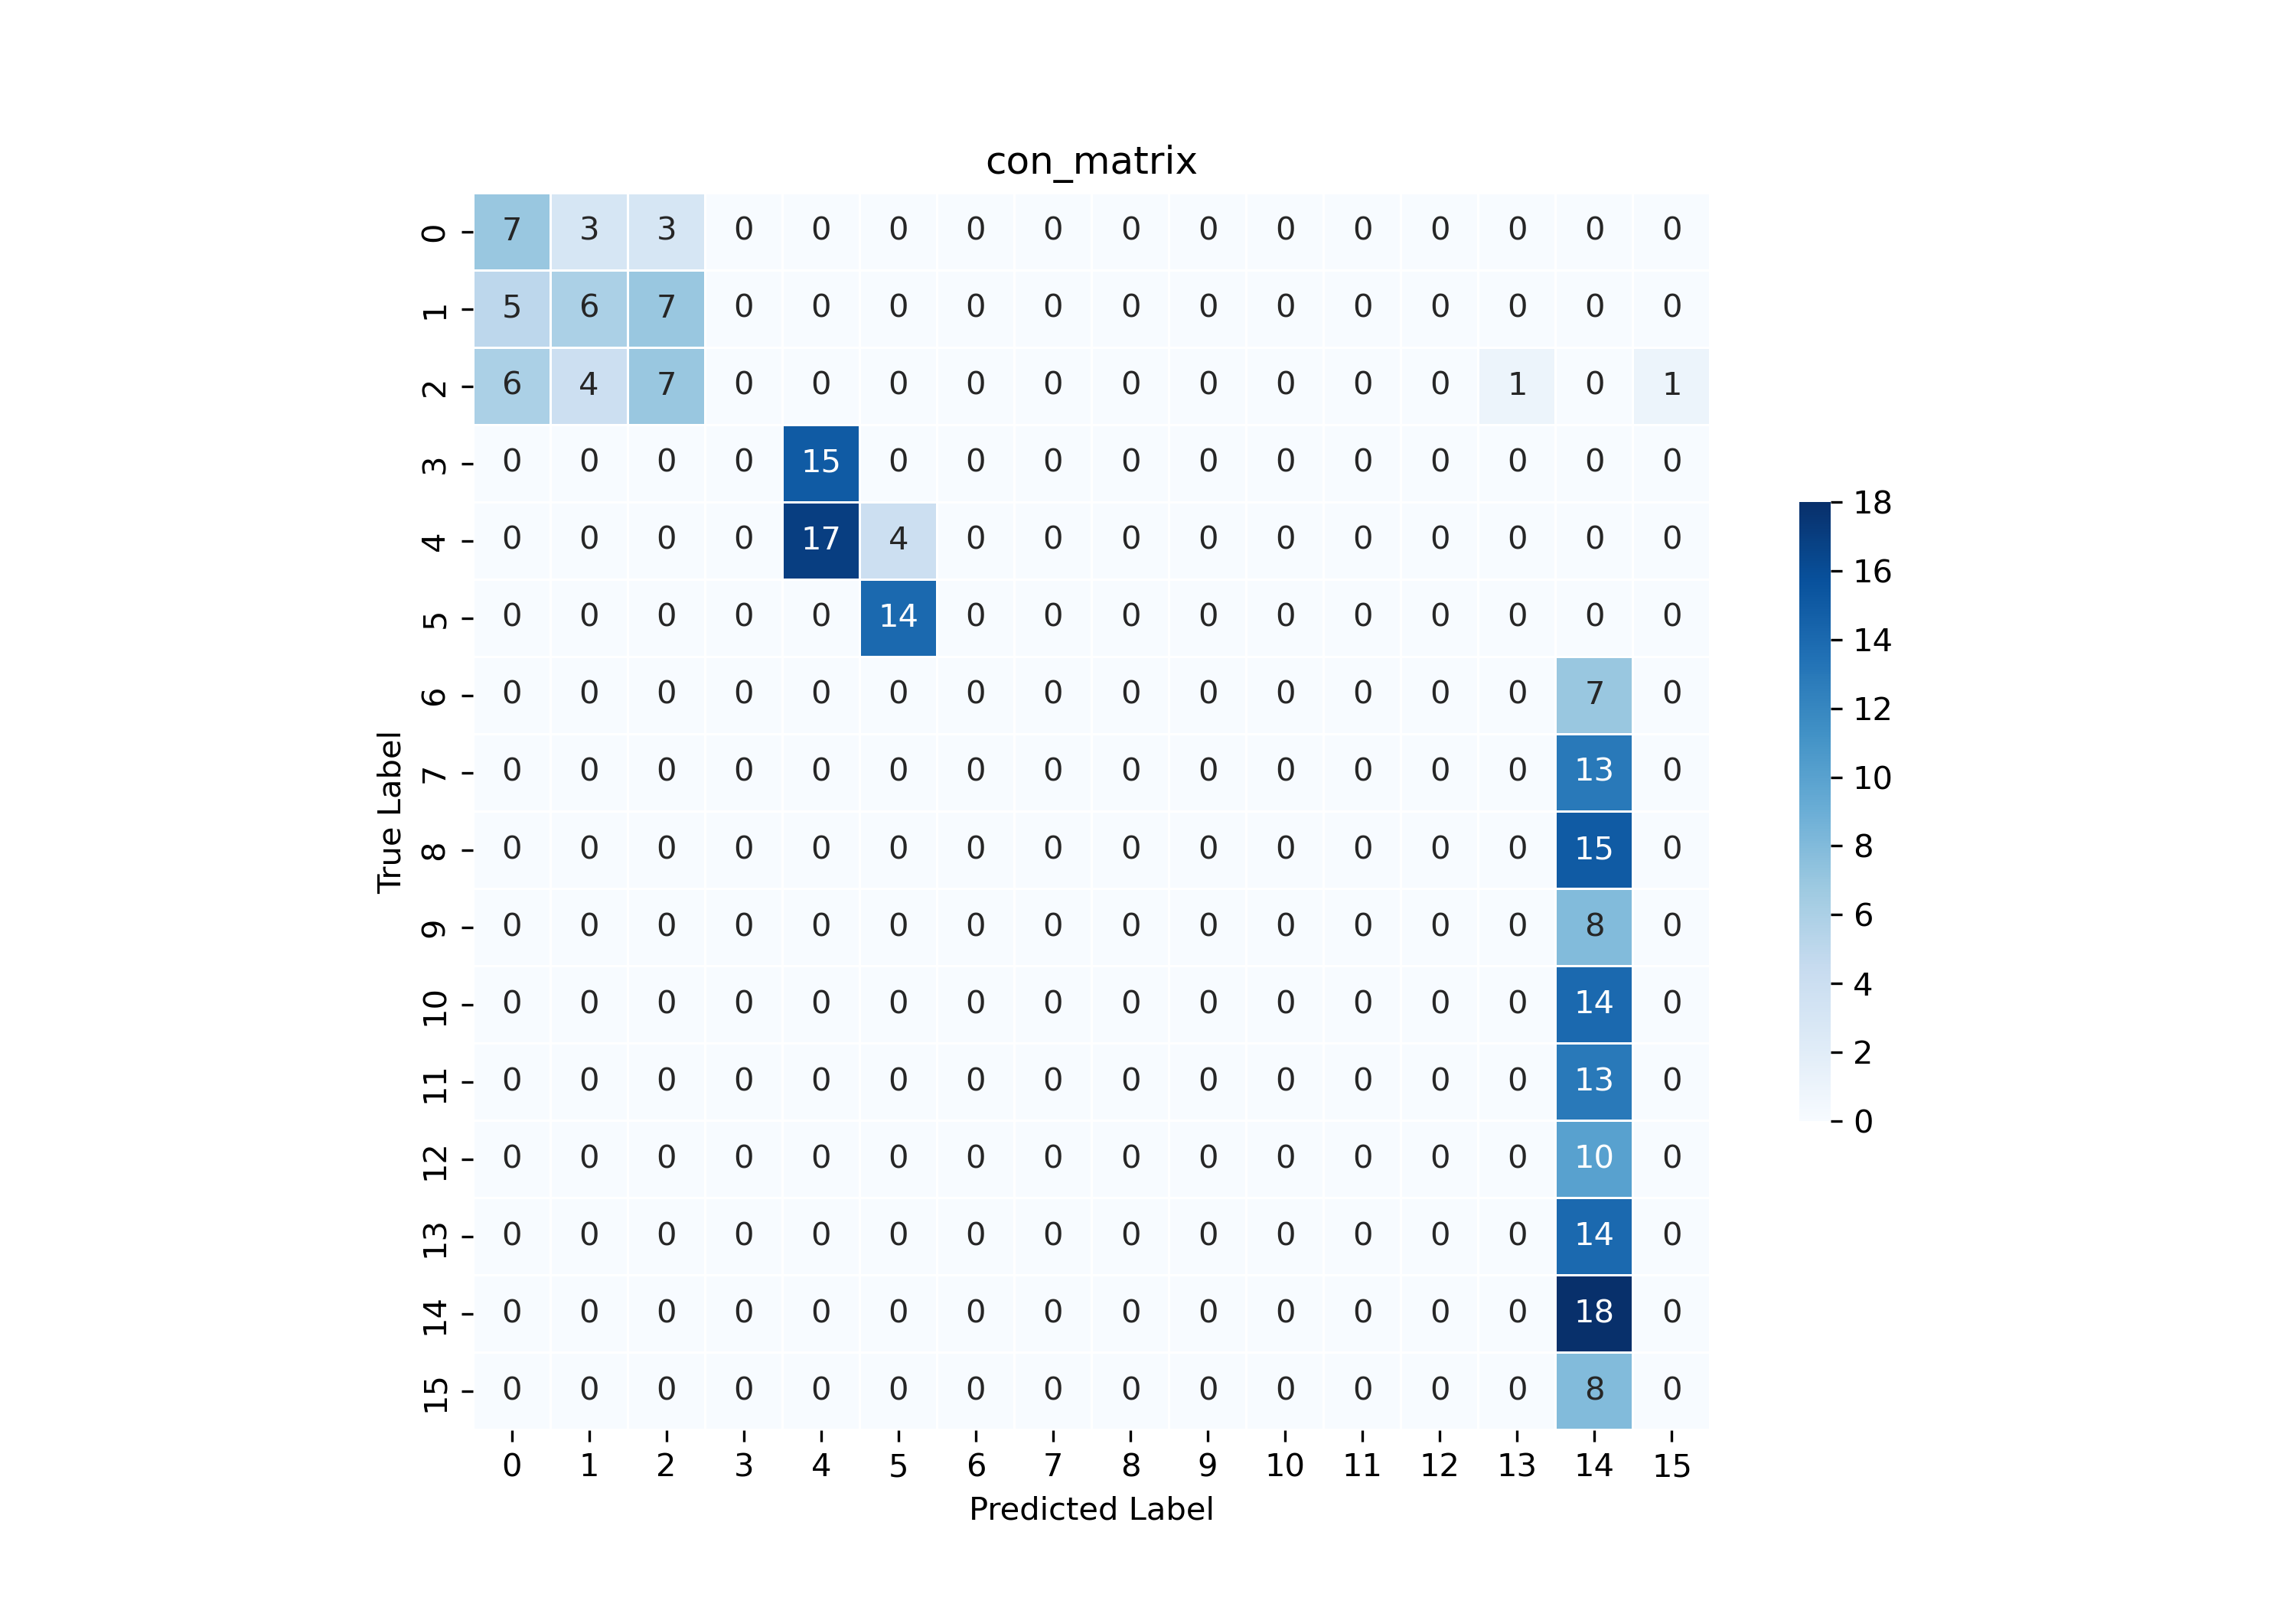 con_matrix
0 7 3 3 0 0 0 0 0 0 0 0 0 0 0 0 0
1 5 6 7 0 0 0 0 0 0 0 0 0 0 0 0 0
2 6 4 7 0 0 0 0 0 0 0 0 0 0 1 0 1
3 0 0 0 0 15 0 0 0 0 0 0 0 0 0 0 0
4 0 0 0 0 17 4 0 0 0 0 0 0 0 0 0 0
5 0 0 0 0 0 14 0 0 0 0 0 0 0 0 0 0
6 0 0 0 0 0 0 0 0 0 0 0 0 0 0 7 0
7 0 0 0 0 0 0 0 0 0 0 0 0 0 0 13 0
8 0 0 0 0 0 0 0 0 0 0 0 0 0 0 15 0
9 0 0 0 0 0 0 0 0 0 0 0 0 0 0 8 0
10 0 0 0 0 0 0 0 0 0 0 0 0 0 0 14 0
11 0 0 0 0 0 0 0 0 0 0 0 0 0 0 13 0
12 0 0 0 0 0 0 0 0 0 0 0 0 0 0 10 0
13 0 0 0 0 0 0 0 0 0 0 0 0 0 0 14 0
14 0 0 0 0 0 0 0 0 0 0 0 0 0 0 18 0
15 0 0 0 0 0 0 0 0 0 0 0 0 0 0 8 0
0 1 2 3 4 5 6 7 8 9 10 11 12 13 14 15
Predicted Label
True Label
18
16
14
12
10
8
6
4
2
0